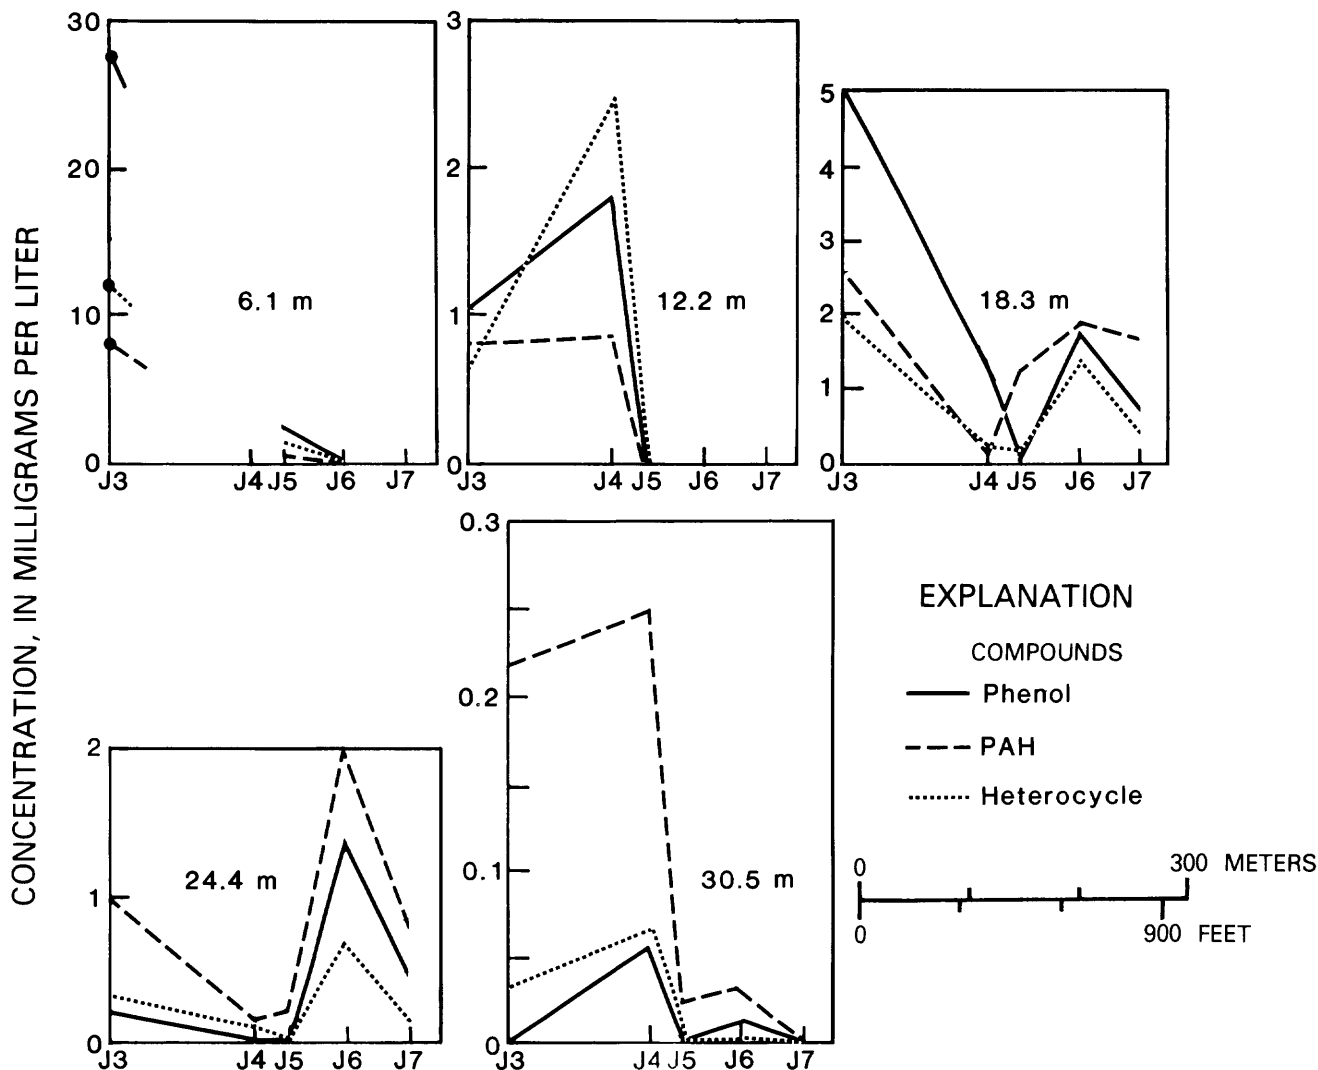 CONCENTRATION, IN MILLIGRAMS PER LITER
30
20
10
0
6.1 m
J3 J4 J5 J6 J7
3
2
1
0
12.2 m
J3 J4 J5 J6 J7
5
4
3
2
1
0
18.3 m
J3 J4 J5 J6 J7
2
1
0
24.4 m
J3 J4 J5 J6 J7
0.3
0.2
0.1
0
30.5 m
J3 J4 J5 J6 J7
EXPLANATION
COMPOUNDS
Phenol
PAH
Heterocycle
0 300 METERS
0 900 FEET